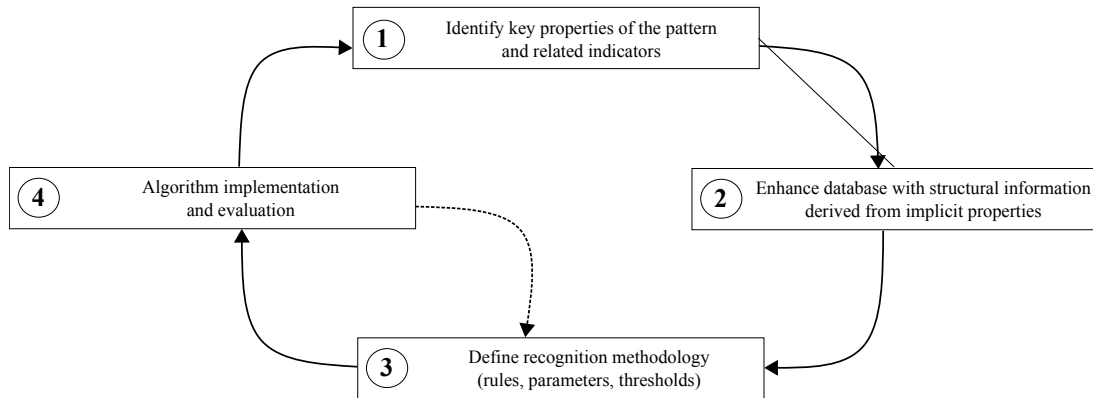 1
Identify key properties of the pattern
and related indicators
2
Enhance database with structural information
derived from implicit properties
3
Define recognition methodology
(rules, parameters, thresholds)
4
Algorithm implementation
and evaluation